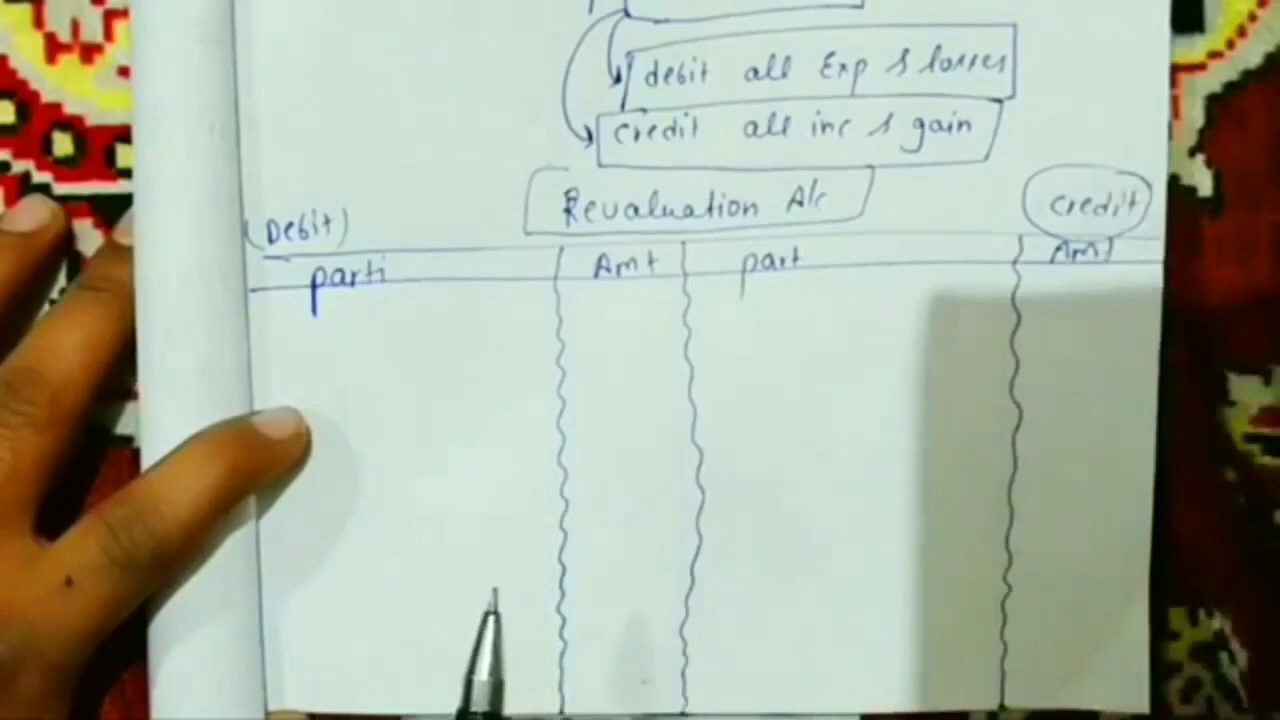 debit all Exp & losses
credit all inc & gain
Revaluation A/c
(Debit)
credit
parti Amt part Amt